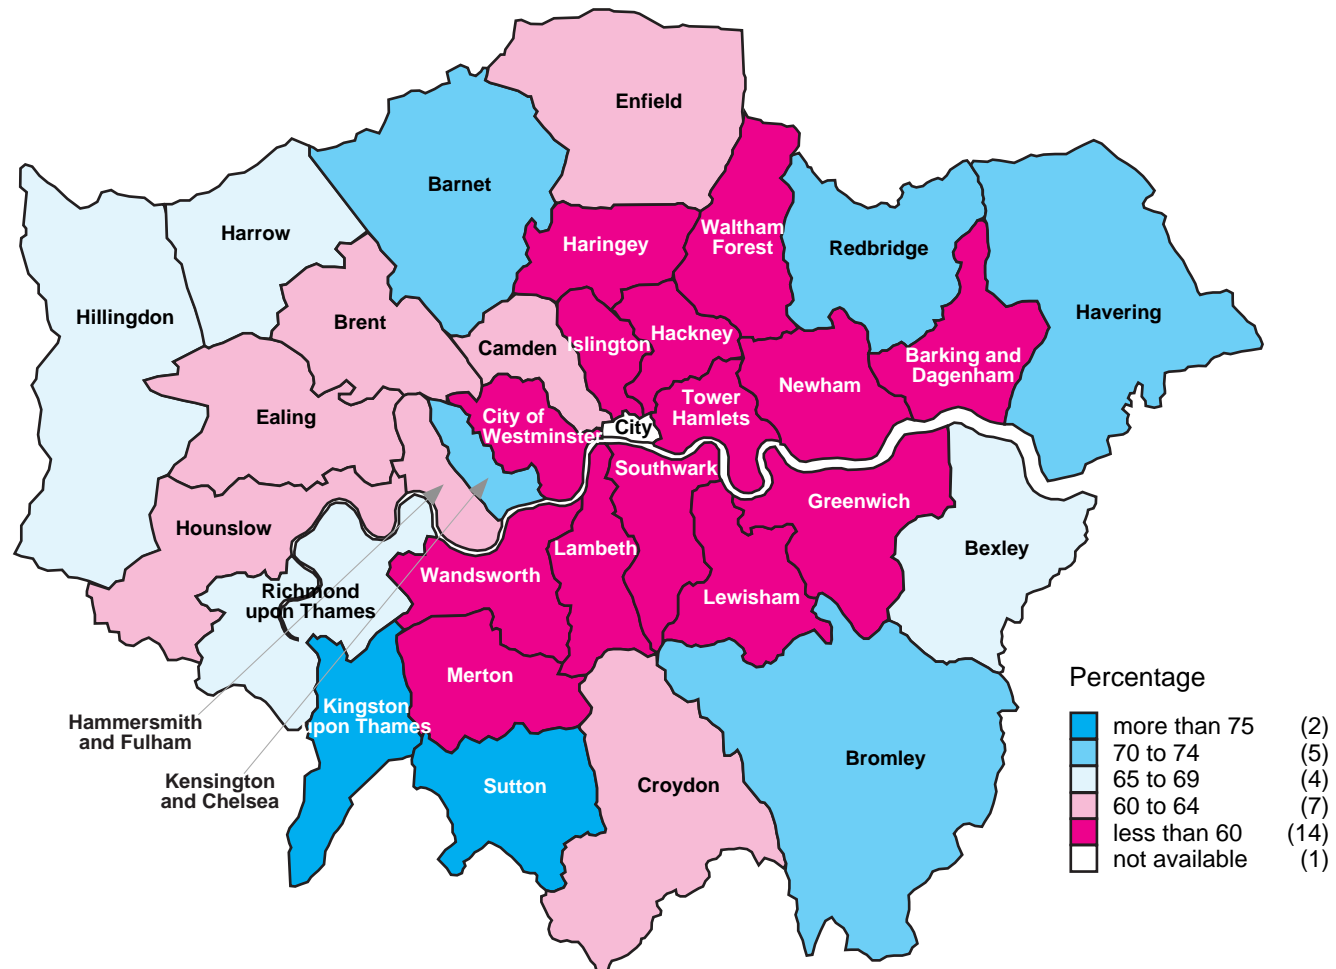 Enfield
Barnet
Harrow
Haringey
Waltham
Forest
Redbridge
Havering
Hillingdon
Brent
Camden
Islington
Hackney
Barking and
Dagenham
Newham
Tower
Hamlets
Ealing
City of
Westminster
City
Southwark
Greenwich
Hounslow
Bexley
Lambeth
Wandsworth
Richmond
upon Thames
Lewisham
Merton
Kingston
upon Thames
Hammersmith
and Fulham
Kensington
and Chelsea
Sutton
Croydon
Bromley
Percentage
more than 75 (2)
70 to 74 (5)
65 to 69 (4)
60 to 64 (7)
less than 60 (14)
not available (1)